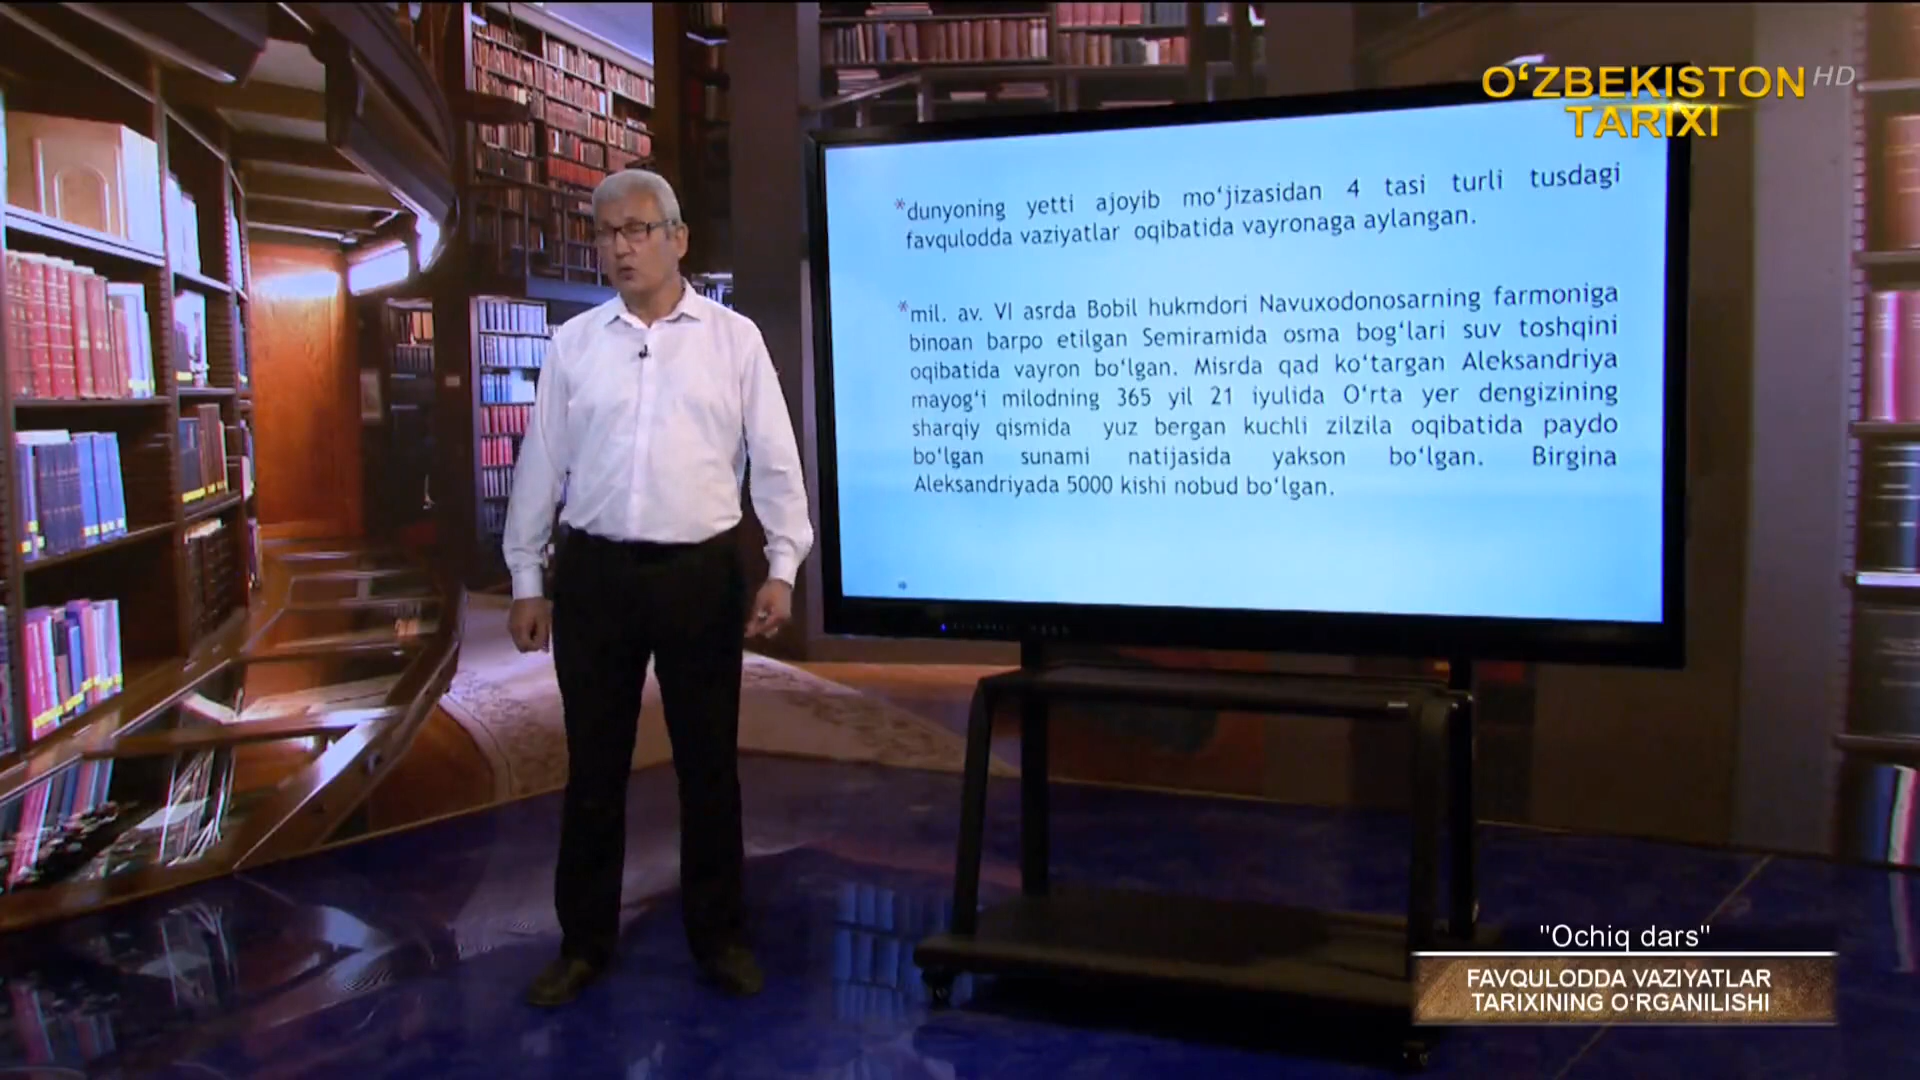 O‘ZBEKISTON HD
TARIXI
*dunyoning yetti ajoyib mo‘jizasidan 4 tasi turli tusdagi
favqulodda vaziyatlar oqibatida vayronaga aylangan.
*mil. av. VI asrda Bobil hukmdori Navuxodonosarning farmoniga
binoan barpo etilgan Semiramida osma bog‘lari suv toshqini
oqibatida vayron bo‘lgan. Misrda qad ko‘targan Aleksandriya
mayog‘i milodning 365 yil 21 iyulida O‘rta yer dengizining
sharqiy qismida yuz bergan kuchli zilzila oqibatida paydo
bo‘lgan sunami natijasida yakson bo‘lgan. Birgina
Aleksandriyada 5000 kishi nobud bo‘lgan.
"Ochiq dars"
FAVQULODDA VAZIYATLAR
TARIXINING O‘RGANILISHI